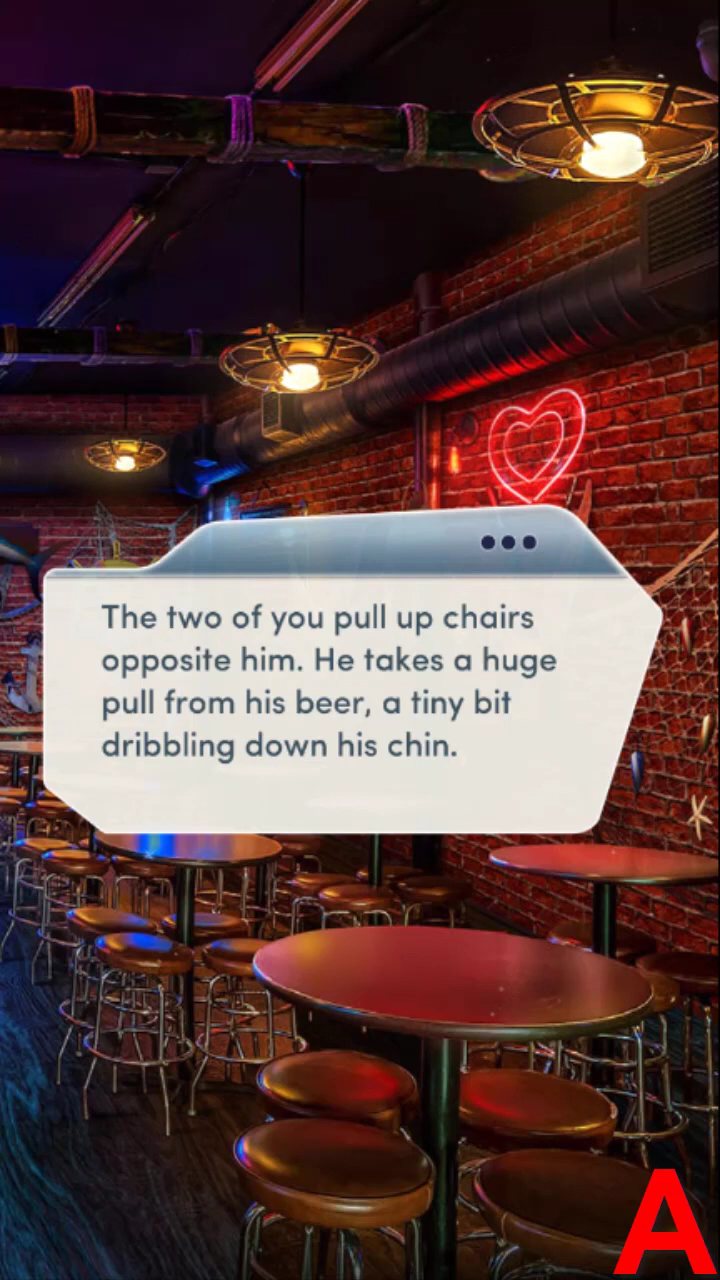 The two of you pull up chairs
opposite him. He takes a huge
pull from his beer, a tiny bit
dribbling down his chin.
A